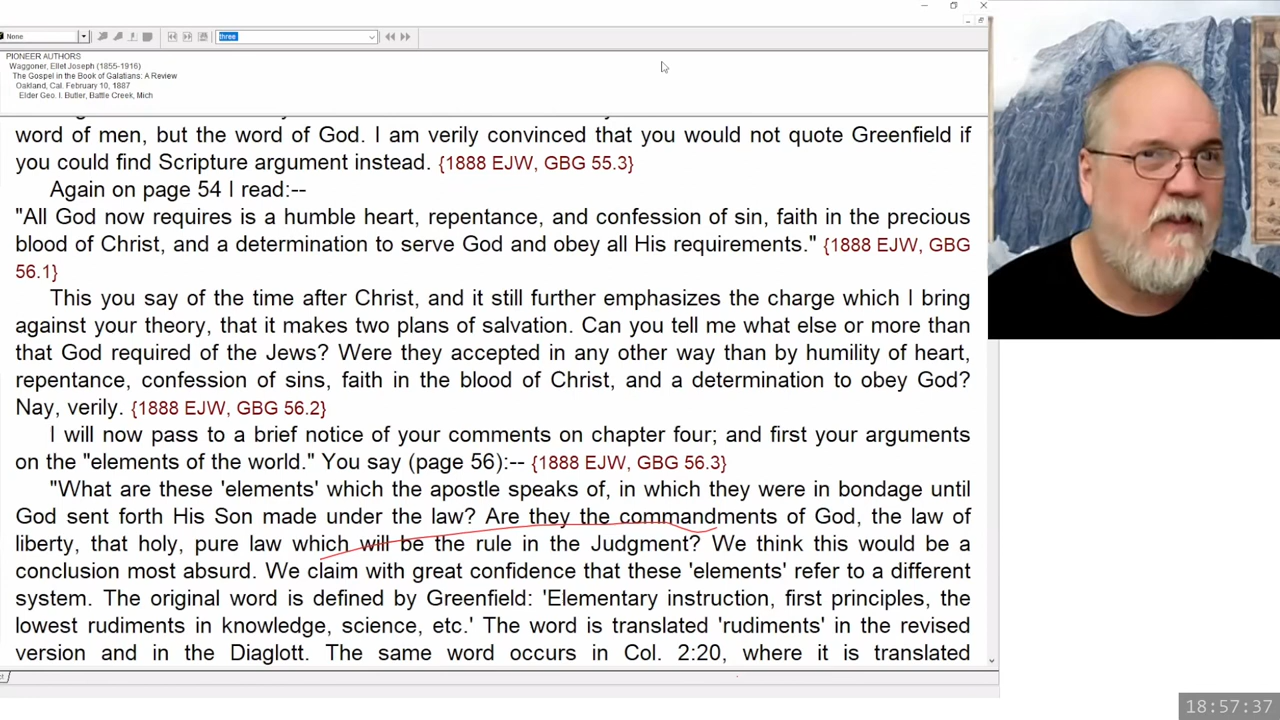 None
three
PIONEER AUTHORS
Waggoner, Ellet Joseph (1855-1916)
The Gospel in the Book of Galatians: A Review
Oakland, Cal. February 10, 1887
Elder Geo. I. Butler, Battle Creek, Mich
word of men, but the word of God. I am verily convinced that you would not quote Greenfield if
you could find Scripture argument instead. {1888 EJW, GBG 55.3}
Again on page 54 I read:--
"All God now requires is a humble heart, repentance, and confession of sin, faith in the precious
blood of Christ, and a determination to serve God and obey all His requirements." {1888 EJW, GBG
56.1}
This you say of the time after Christ, and it still further emphasizes the charge which I bring
against your theory, that it makes two plans of salvation. Can you tell me what else or more than
that God required of the Jews? Were they accepted in any other way than by humility of heart,
repentance, confession of sins, faith in the blood of Christ, and a determination to obey God?
Nay, verily. {1888 EJW, GBG 56.2}
I will now pass to a brief notice of your comments on chapter four; and first your arguments
on the "elements of the world." You say (page 56):-- {1888 EJW, GBG 56.3}
"What are these 'elements' which the apostle speaks of, in which they were in bondage until
God sent forth His Son made under the law? Are they the commandments of God, the law of
liberty, that holy, pure law which will be the rule in the Judgment? We think this would be a
conclusion most absurd. We claim with great confidence that these 'elements' refer to a different
system. The original word is defined by Greenfield: 'Elementary instruction, first principles, the
lowest rudiments in knowledge, science, etc.' The word is translated 'rudiments' in the revised
version and in the Diaglott. The same word occurs in Col. 2:20, where it is translated
18:57:37